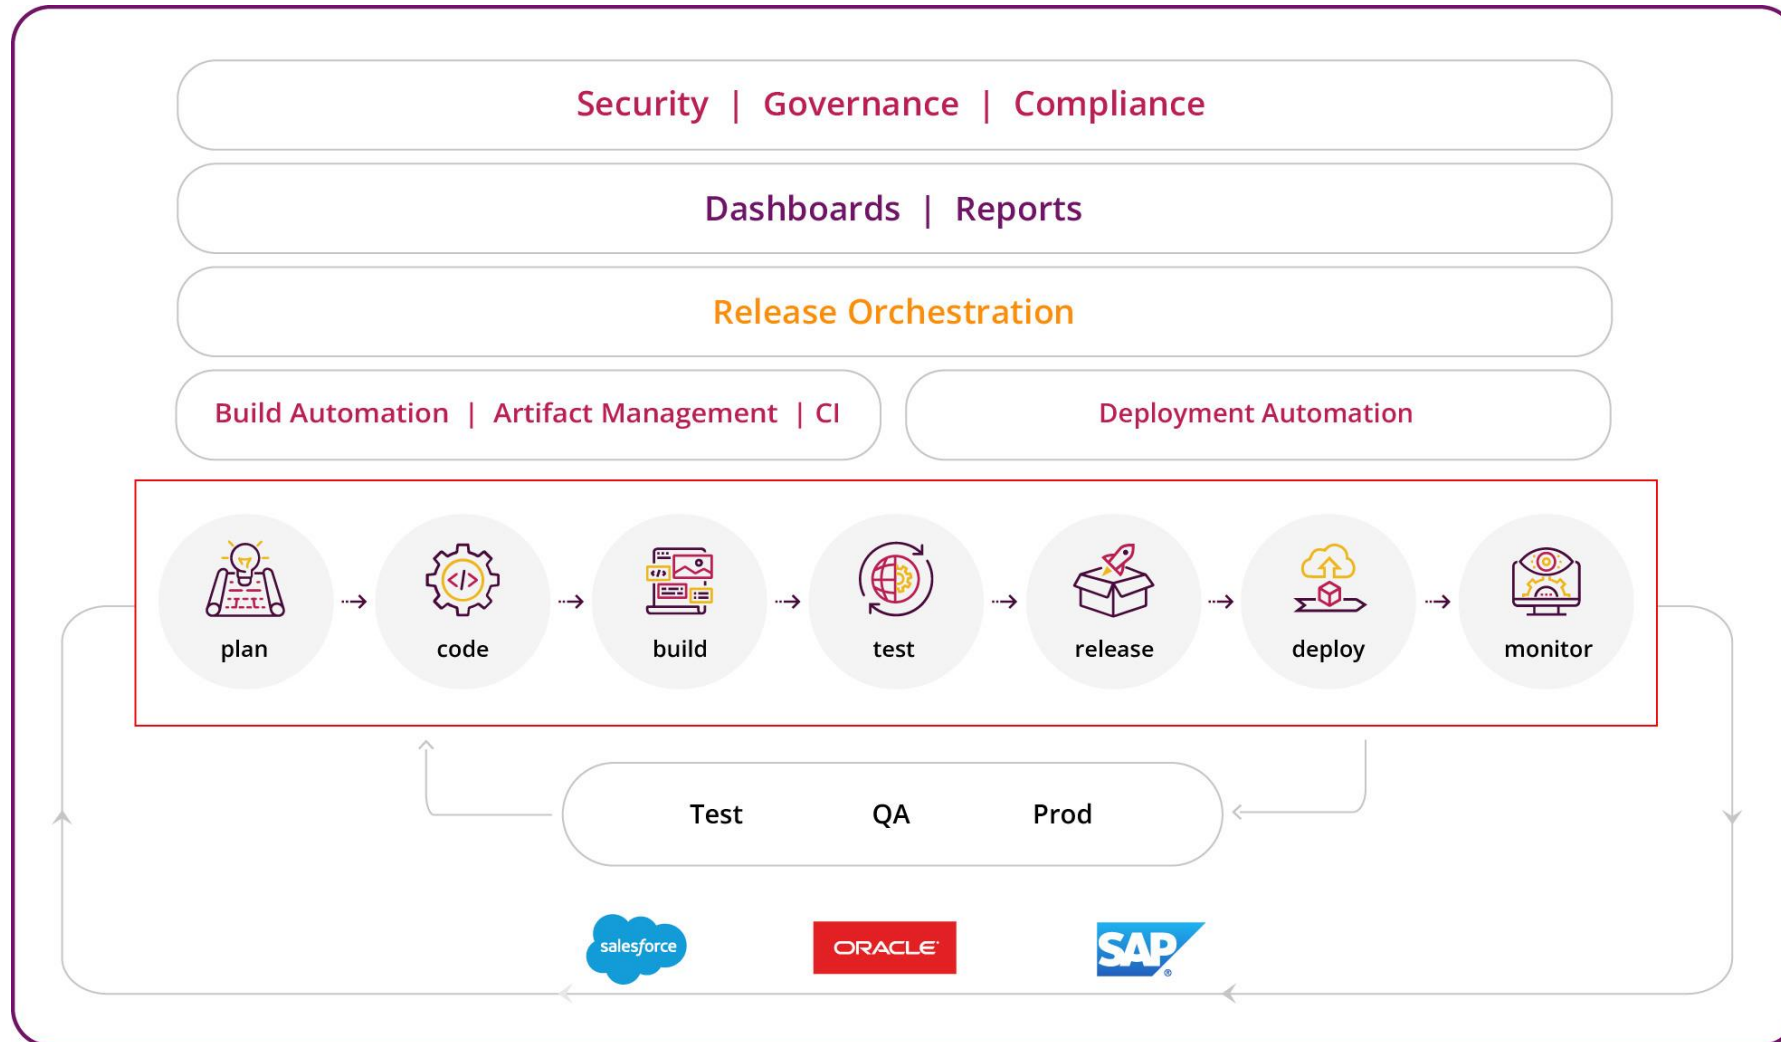 Security | Governance | Compliance
Dashboards | Reports
Release Orchestration
Build Automation | Artifact Management | CI
Deployment Automation
plan
code
build
test
release
deploy
monitor
Test QA Prod
salesforce
ORACLE
SAP